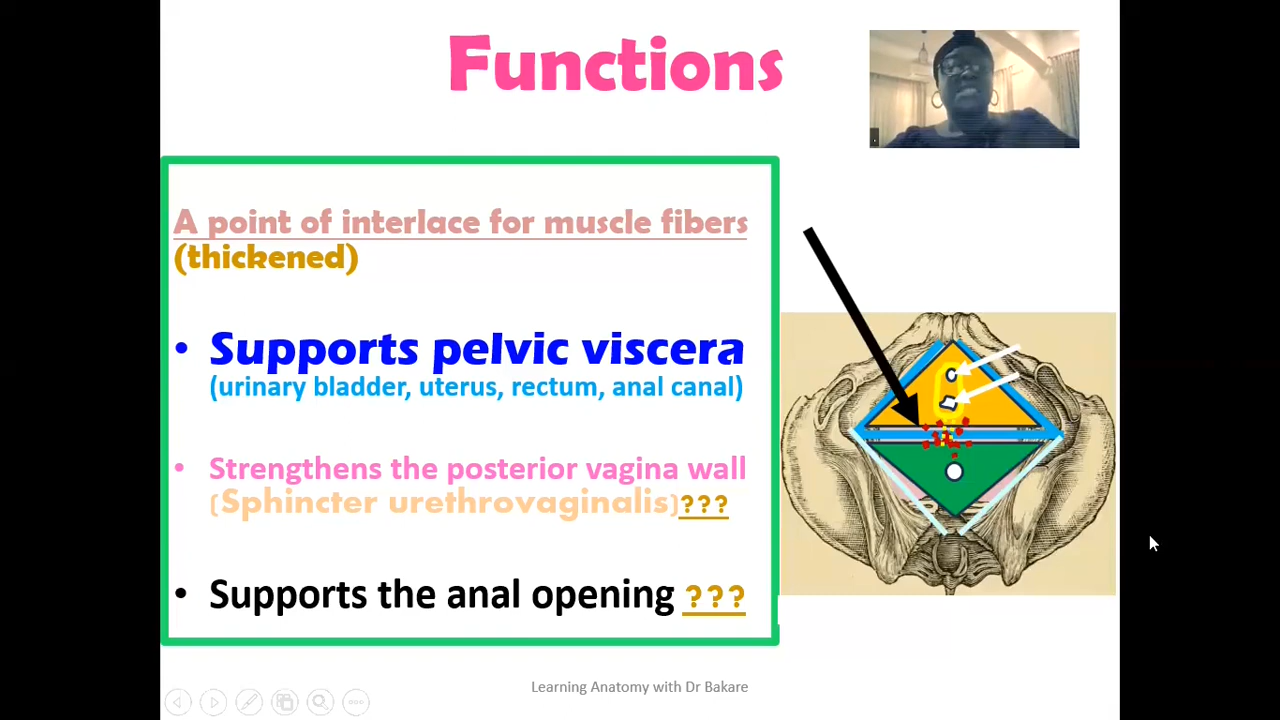 Functions
A point of interlace for muscle fibers
(thickened)
• Supports pelvic viscera
(urinary bladder, uterus, rectum, anal canal)
• Strengthens the posterior vagina wall
(Sphincter urethrovaginalis)???
• Supports the anal opening ???
Learning Anatomy with Dr Bakare